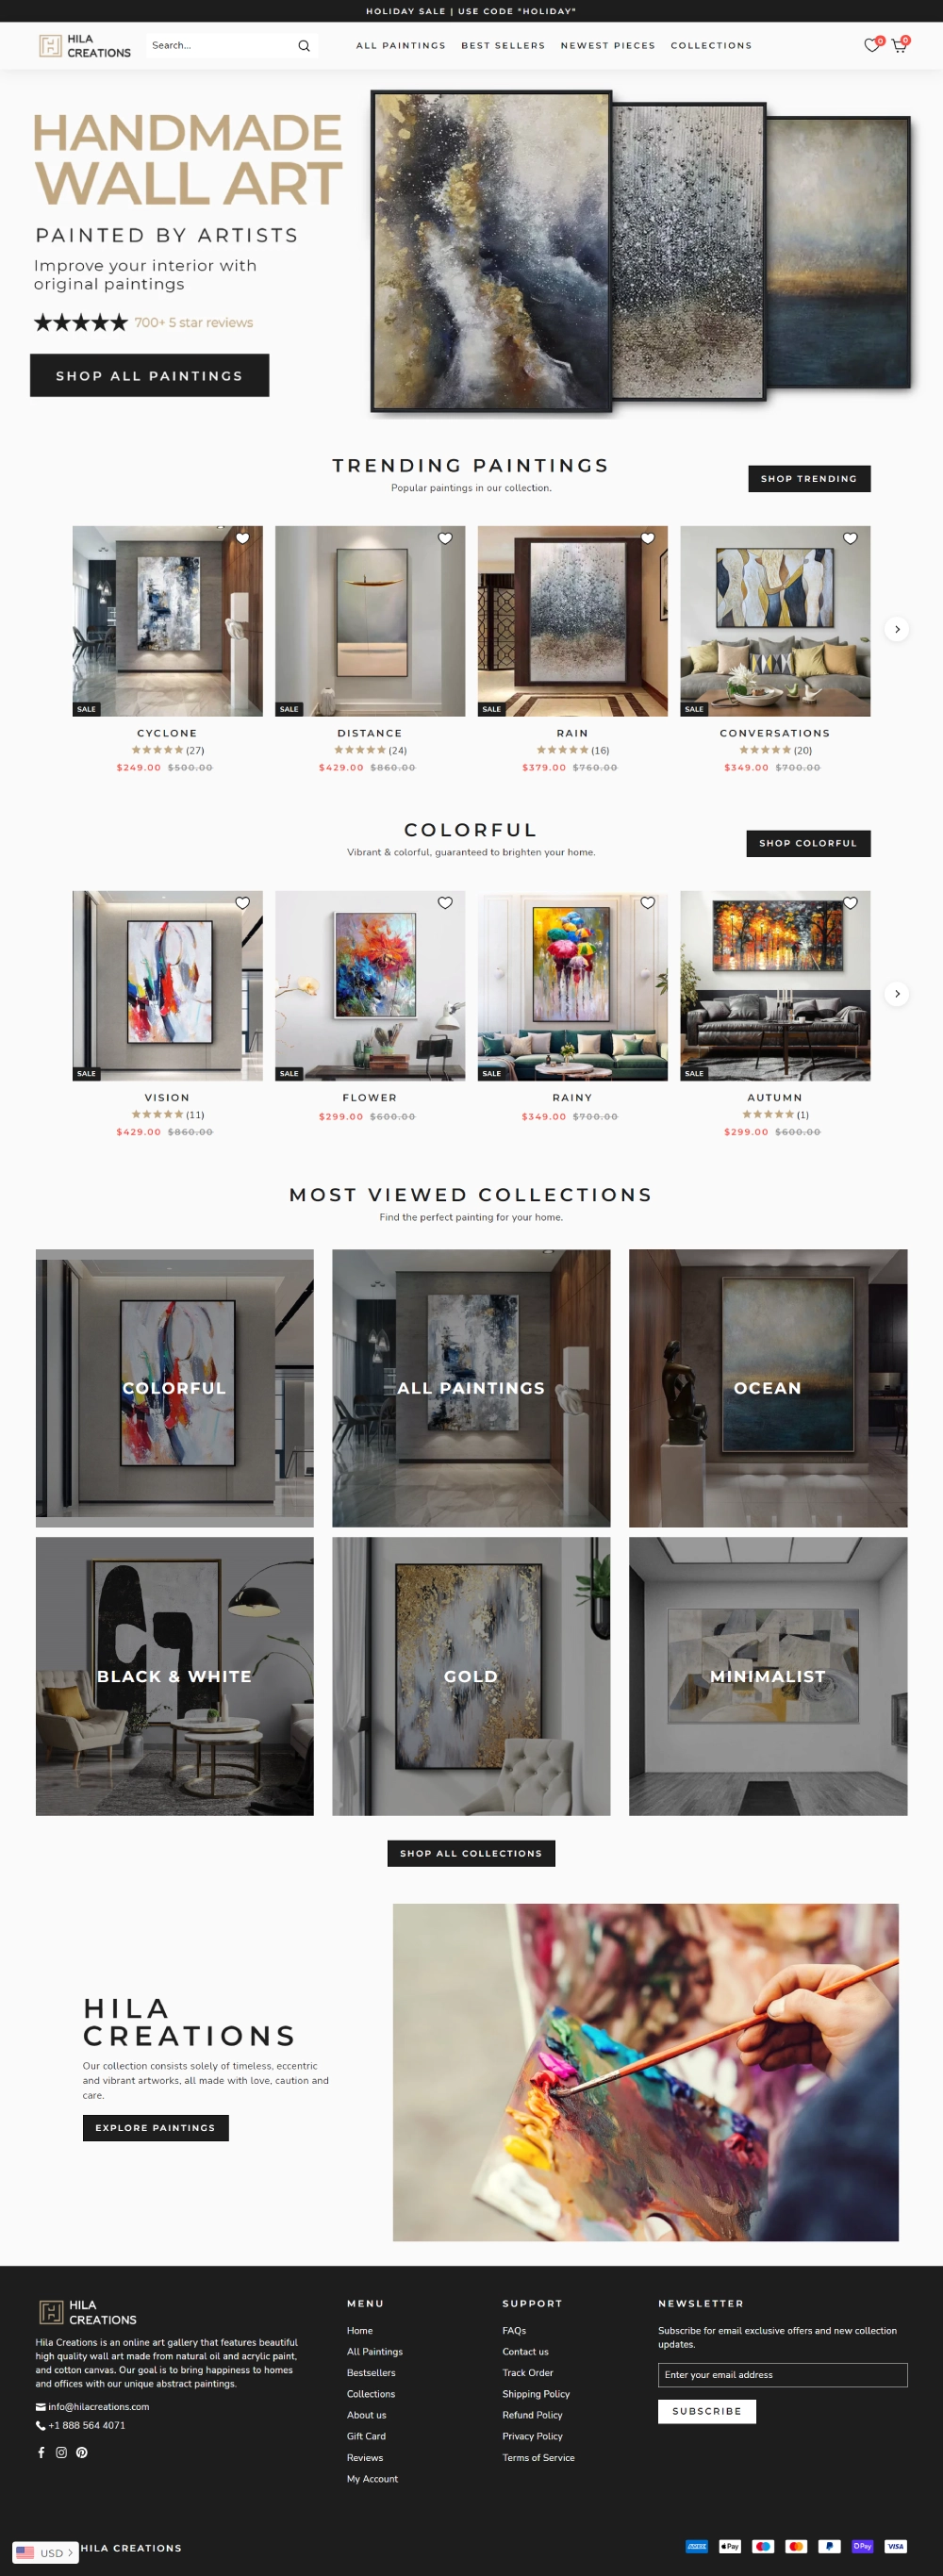 HOLIDAY SALE | USE CODE "HOLIDAY"
HILA
CREATIONS
Search...
ALL PAINTINGS BEST SELLERS NEWEST PIECES COLLECTIONS
0 0
HANDMADE
WALL ART
PAINTED BY ARTISTS
Improve your interior with
original paintings
★★★★★ 700+ 5 star reviews
SHOP ALL PAINTINGS
TRENDING PAINTINGS
Popular paintings in our collection.
SHOP TRENDING
SALE SALE SALE SALE
CYCLONE DISTANCE RAIN CONVERSATIONS
★★★★★ (27) ★★★★★ (24) ★★★★★ (16) ★★★★★ (20)
$249.00 $500.00 $429.00 $860.00 $379.00 $760.00 $349.00 $700.00
COLORFUL
Vibrant & colorful, guaranteed to brighten your home.
SHOP COLORFUL
SALE SALE SALE SALE
VISION FLOWER RAINY AUTUMN
★★★★★ (11) ★★★★★ (1)
$429.00 $860.00 $299.00 $600.00 $349.00 $700.00 $299.00 $600.00
MOST VIEWED COLLECTIONS
Find the perfect painting for your home.
COLORFUL ALL PAINTINGS OCEAN
BLACK & WHITE GOLD MINIMALIST
SHOP ALL COLLECTIONS
HILA
CREATIONS
Our collection consists solely of timeless, eccentric
and vibrant artworks, all made with love, caution and
care.
EXPLORE PAINTINGS
HILA
CREATIONS
Hila Creations is an online art gallery that features beautiful
high quality wall art made from natural oil and acrylic paint,
and cotton canvas. Our goal is to bring happiness to homes
and offices with our unique abstract paintings.
info@hilacreations.com
+1 888 564 4071
MENU
Home
All Paintings
Bestsellers
Collections
About us
Gift Card
Reviews
My Account
SUPPORT
FAQs
Contact us
Track Order
Shipping Policy
Refund Policy
Privacy Policy
Terms of Service
NEWSLETTER
Subscribe for email exclusive offers and new collection
updates.
Enter your email address
SUBSCRIBE
USD
HILA CREATIONS
Pay DPay VISA